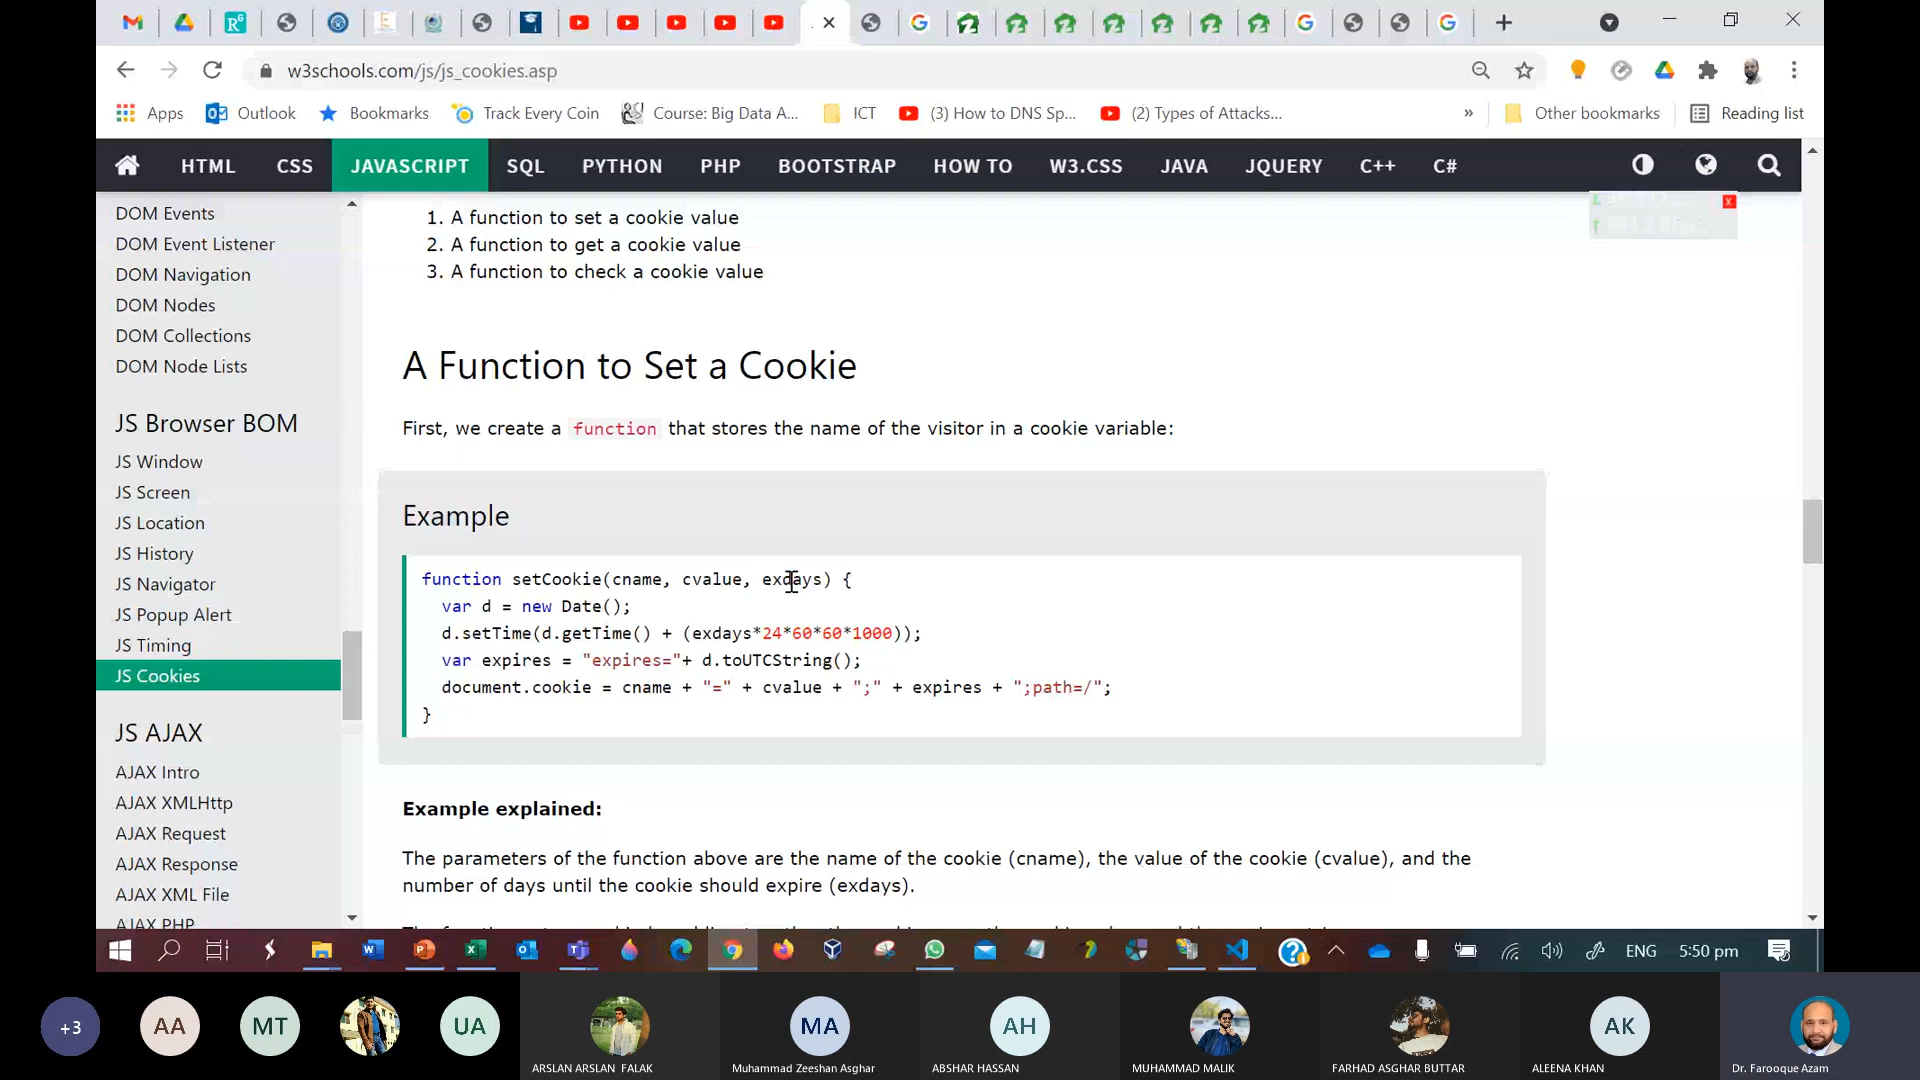 w3schools.com/js/js_cookies.asp
Apps
Outlook
Bookmarks
Track Every Coin
Course: Big Data A...
ICT
(3) How to DNS Sp...
(2) Types of Attacks...
»
Other bookmarks
Reading list
HTML
CSS
JAVASCRIPT
SQL
PYTHON
PHP
BOOTSTRAP
HOW TO
W3.CSS
JAVA
JQUERY
C++
C#
DOM Events
DOM Event Listener
DOM Navigation
DOM Nodes
DOM Collections
DOM Node Lists
JS Browser BOM
JS Window
JS Screen
JS Location
JS History
JS Navigator
JS Popup Alert
JS Timing
JS Cookies
JS AJAX
AJAX Intro
AJAX XMLHttp
AJAX Request
AJAX Response
AJAX XML File
AJAX PHP
1. A function to set a cookie value
2. A function to get a cookie value
3. A function to check a cookie value
A Function to Set a Cookie
First, we create a function that stores the name of the visitor in a cookie variable:
Example
function setCookie(cname, cvalue, exdays) {
var d = new Date();
d.setTime(d.getTime() + (exdays*24*60*60*1000));
var expires = "expires="+ d.toUTCString();
document.cookie = cname + "=" + cvalue + ";" + expires + ";path=/";
}
Example explained:
The parameters of the function above are the name of the cookie (cname), the value of the cookie (cvalue), and the
number of days until the cookie should expire (exdays).
ENG
5:50 pm
+3
AA
MT
UA
ARSLAN ARSLAN FALAK
MA
Muhammad Zeeshan Asghar
AH
ABSHAR HASSAN
MUHAMMAD MALIK
FARHAD ASGHAR BUTTAR
AK
ALEENA KHAN
Dr. Farooque Azam